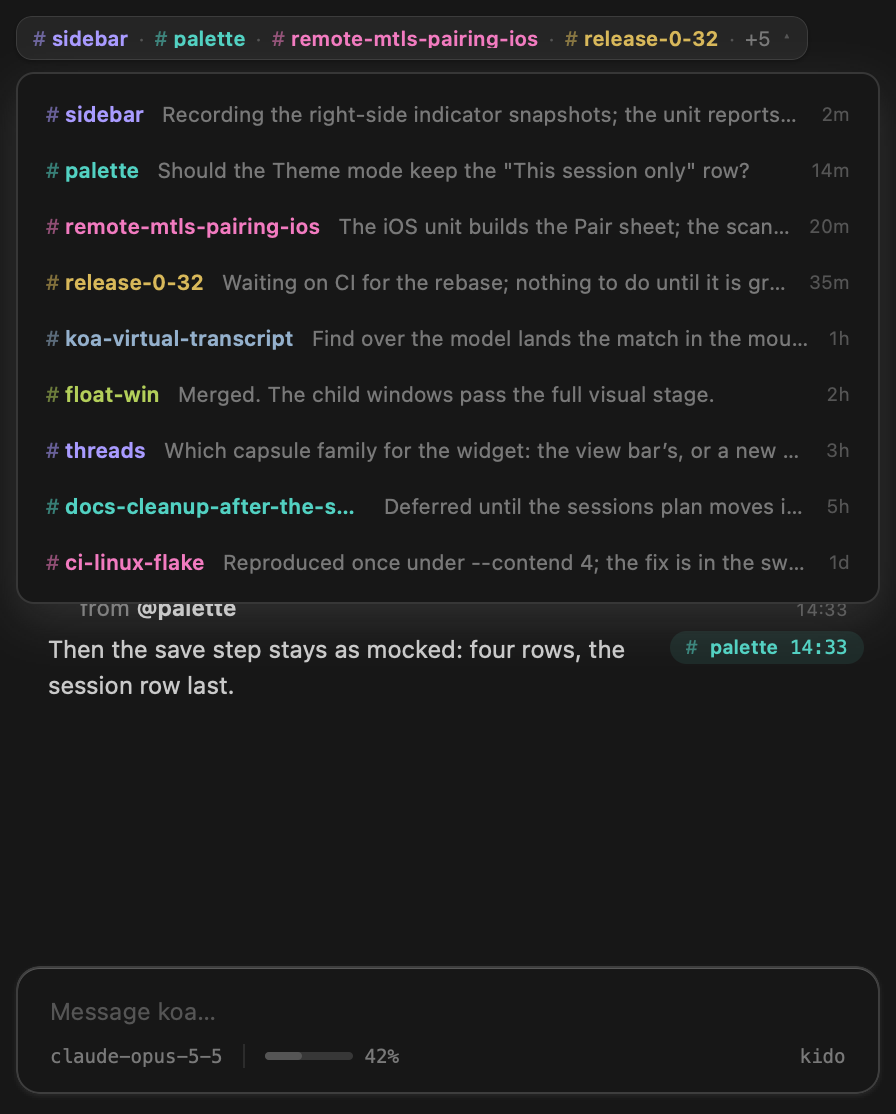 # sidebar · # palette · # remote-mtls-pairing-ios · # release-0-32 · +5
# sidebar Recording the right-side indicator snapshots; the unit reports... 2m
# palette Should the Theme mode keep the "This session only" row? 14m
# remote-mtls-pairing-ios The iOS unit builds the Pair sheet; the scan... 20m
# release-0-32 Waiting on CI for the rebase; nothing to do until it is gr... 35m
# koa-virtual-transcript Find over the model lands the match in the mou... 1h
# float-win Merged. The child windows pass the full visual stage. 2h
# threads Which capsule family for the widget: the view bar’s, or a new ... 3h
# docs-cleanup-after-the-s... Deferred until the sessions plan moves i... 5h
# ci-linux-flake Reproduced once under --contend 4; the fix is in the sw... 1d
from @palette 14:33
Then the save step stays as mocked: four rows, the # palette 14:33
session row last.
Message koa...
claude-opus-5-5 42% kido